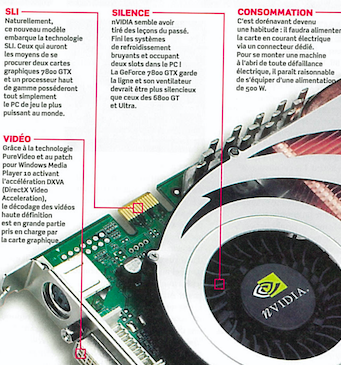 SLI
Naturellement,
ce nouveau modèle
embarque la technologie
SLI. Ceux qui auront
les moyens de se
procurer deux cartes
graphiques 7800 GTX
et un processeur haut
de gamme posséderont
tout simplement
le PC de jeu le plus
puissant au monde.
SILENCE
nVIDIA semble avoir
tiré des leçons du passé.
Fini les systèmes
de refroidissement
bruyants et occupant
deux slots dans le PC !
La GeForce 7800 GTX garde
la ligne et son ventilateur
devrait être plus silencieux
que ceux des 6800 GT
et Ultra.
CONSOMMATION
C'est dorénavant devenu
une habitude : il faudra alimenter
la carte en courant électrique
via un connecteur dédié.
Pour se monter une machine
à l'abri de toute défaillance
électrique, il paraît raisonnable
de s'équiper d'une alimentation
de 500 W.
VIDÉO
Grâce à la technologie
PureVideo et au patch
pour Windows Media
Player 10 activant
l'accélération DXVA
(DirectX Video
Acceleration),
le décodage des vidéos
haute définition
est en grande partie
pris en charge par
la carte graphique
nVIDIA.